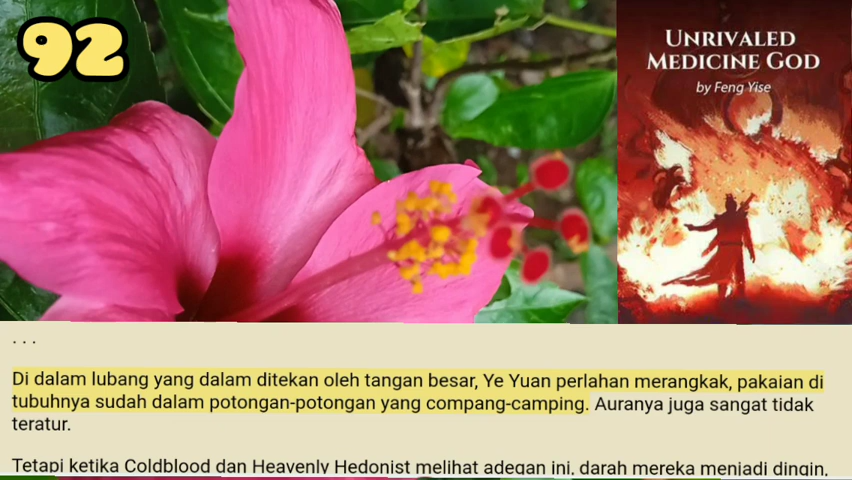 92
UNRIVALED
MEDICINE GOD
by Feng Yise
...
Di dalam lubang yang dalam ditekan oleh tangan besar, Ye Yuan perlahan merangkak, pakaian di
tubuhnya sudah dalam potongan-potongan yang compang-camping. Auranya juga sangat tidak
teratur.
Tetapi ketika Coldblood dan Heavenly Hedonist melihat adegan ini, darah mereka menjadi dingin,